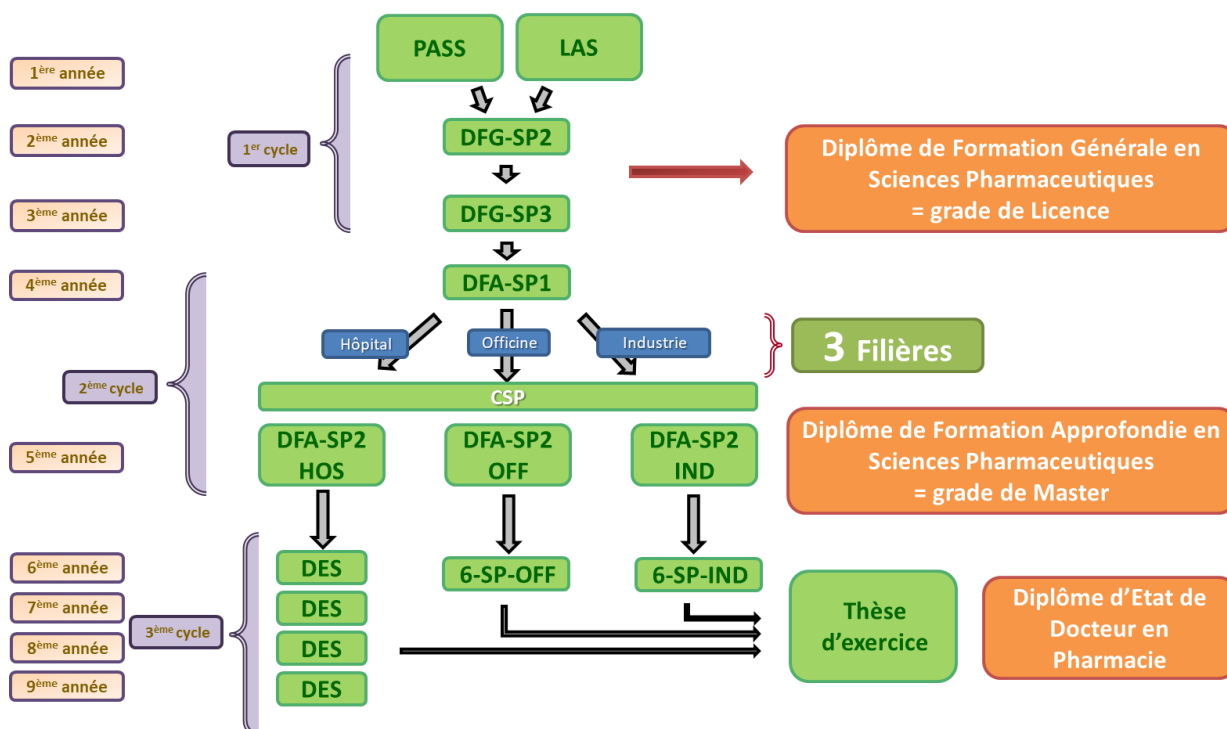 PASS
LAS
1ère année
2ème année
1er cycle
DFG-SP2
Diplôme de Formation Générale en
Sciences Pharmaceutiques
= grade de Licence
3ème année
DFG-SP3
4ème année
DFA-SP1
Hôpital
Officine
Industrie
3 Filières
2ème cycle
CSP
5ème année
DFA-SP2
HOS
DFA-SP2
OFF
DFA-SP2
IND
Diplôme de Formation Approfondie en
Sciences Pharmaceutiques
= grade de Master
6ème année
DES
6-SP-OFF
6-SP-IND
7ème année
DES
3ème cycle
8ème année
DES
9ème année
DES
Thèse
d’exercice
Diplôme d’Etat de
Docteur en
Pharmacie